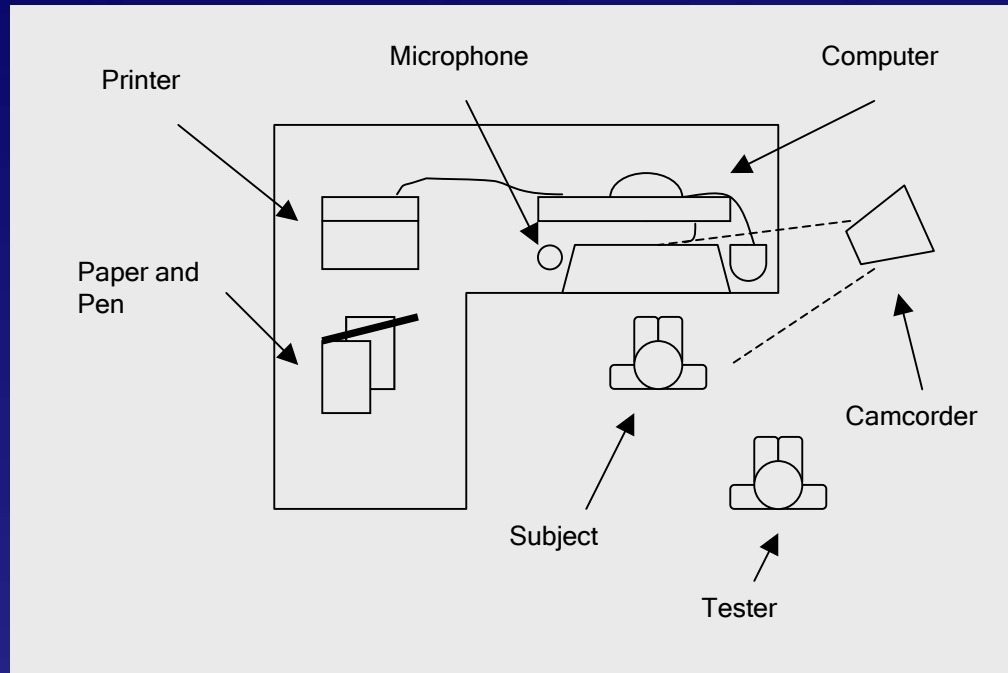 Microphone
Computer
Printer
Paper and
Pen
Camcorder
Subject
Tester